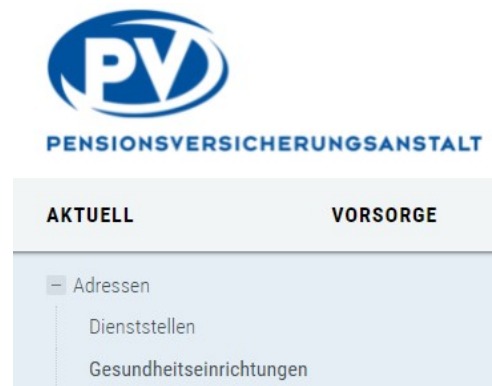 PV
PENSIONSVERSICHERUNGSANSTALT
AKTUELL VORSORGE
Adressen
Dienststellen
Gesundheitseinrichtungen